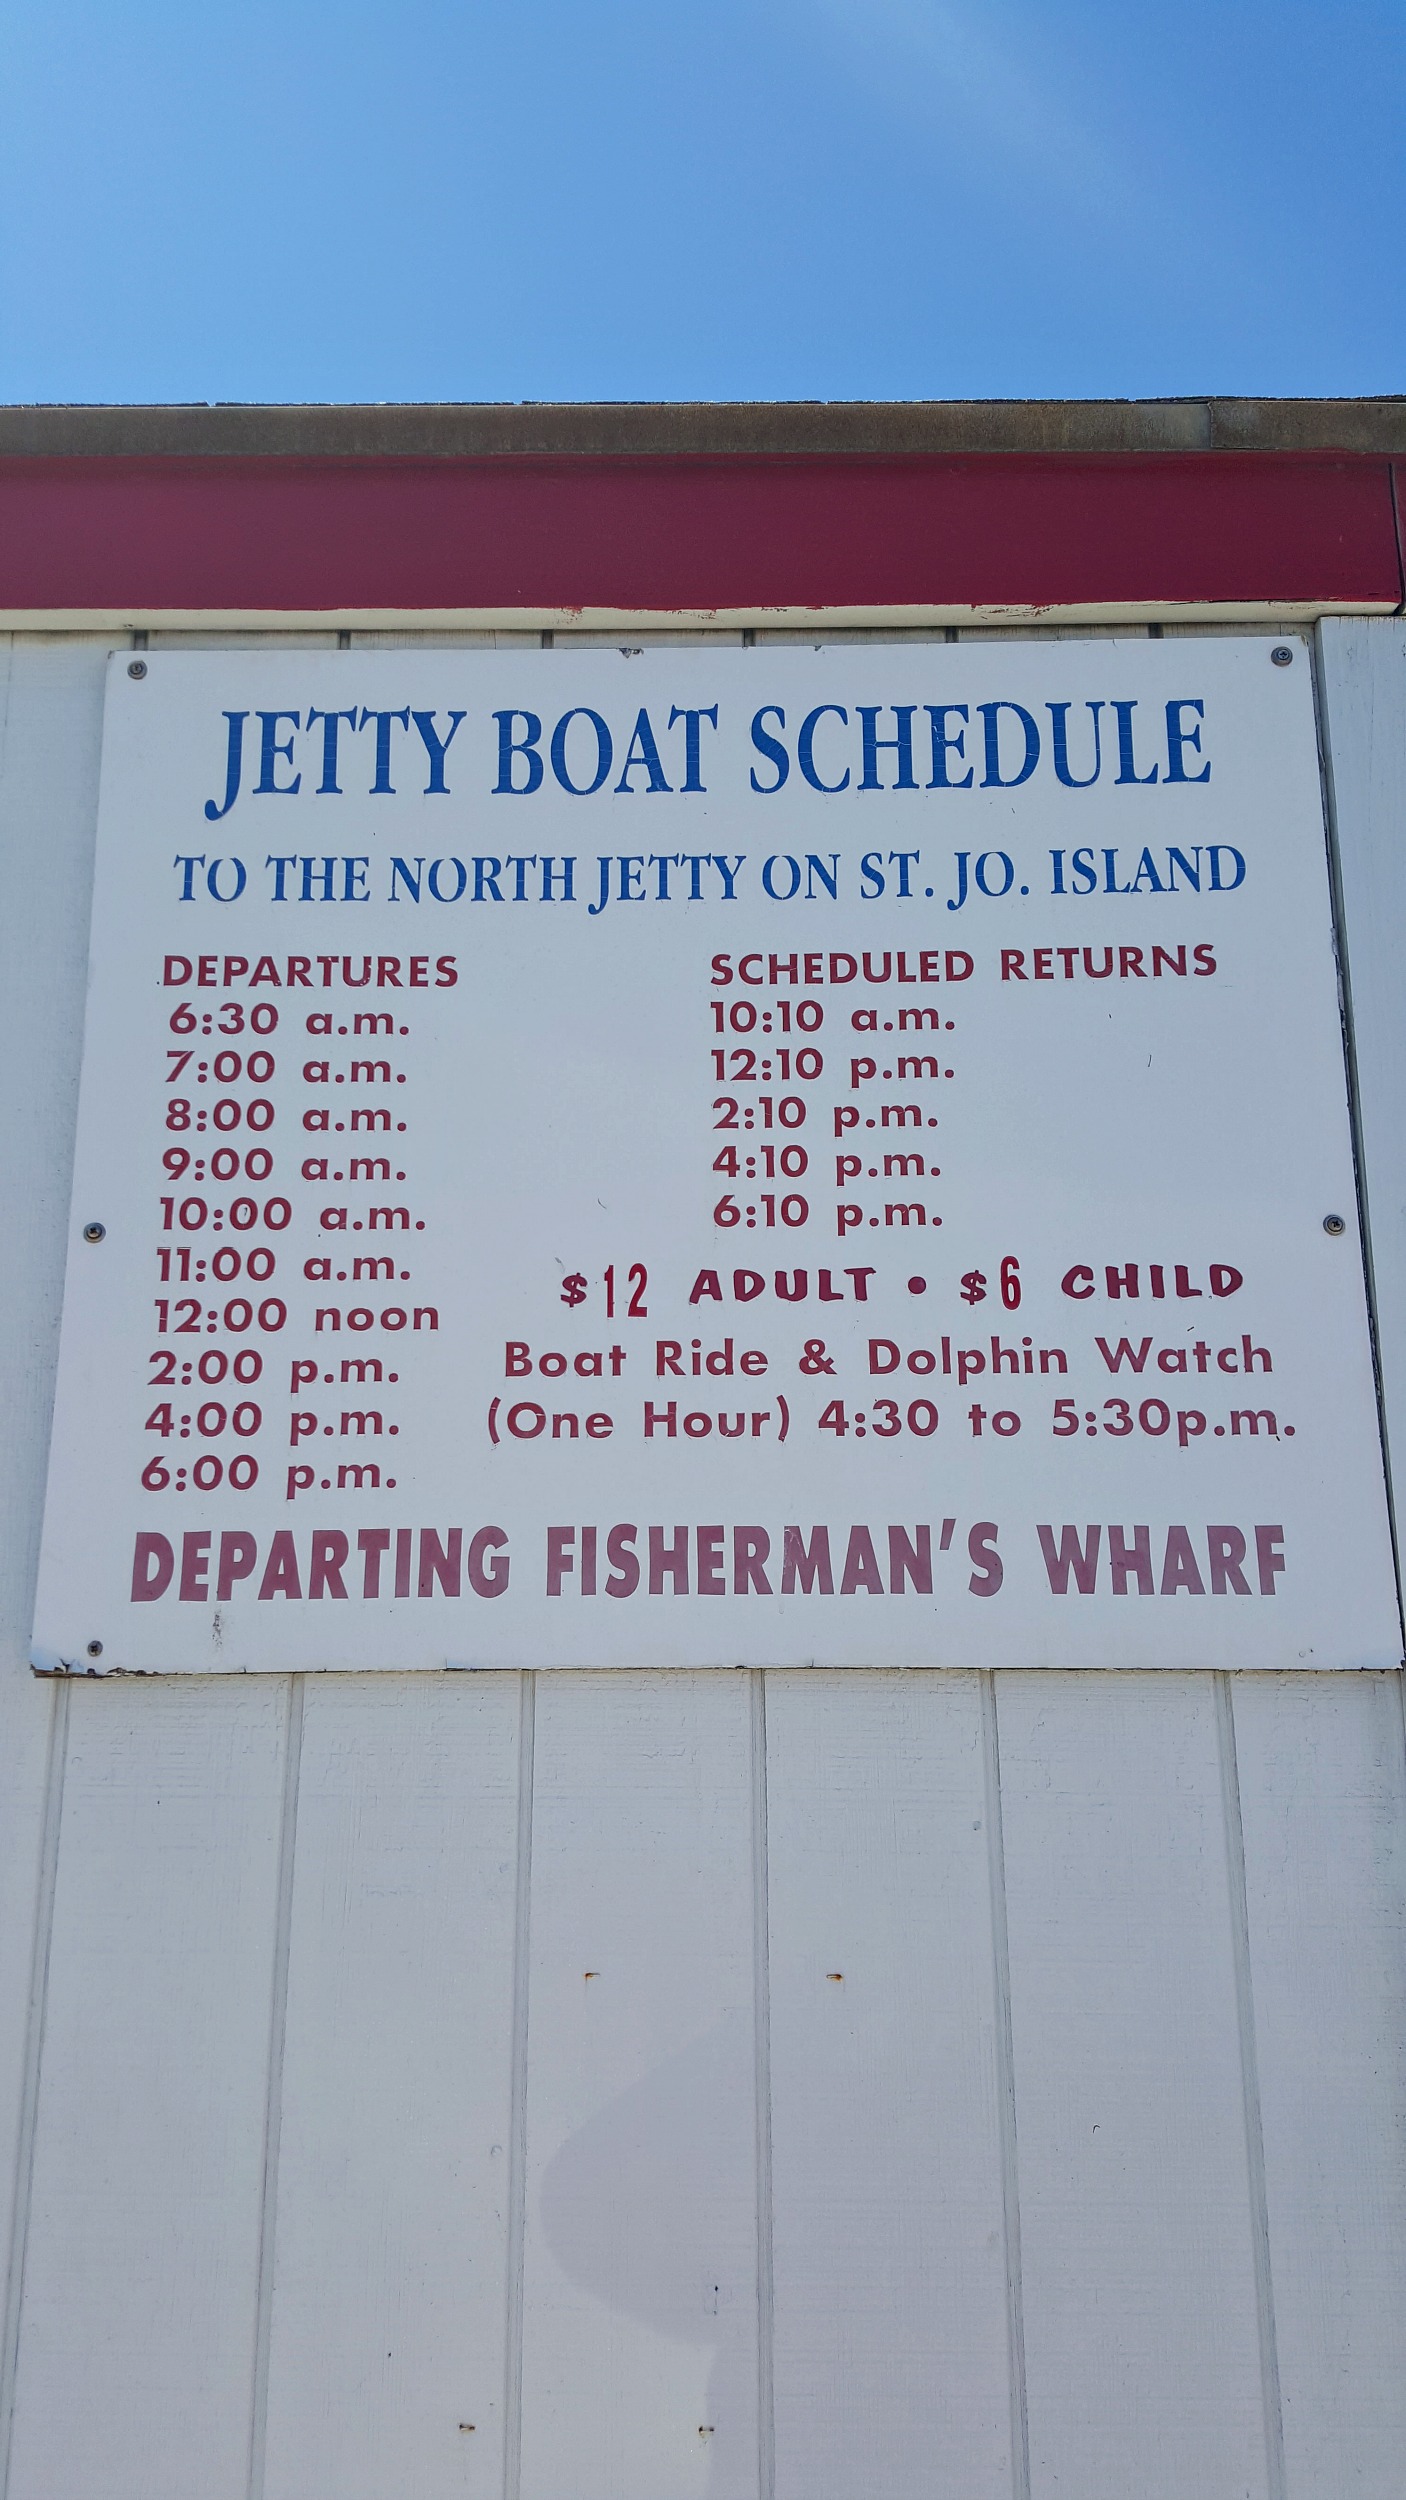 JETTY BOAT SCHEDULE
TO THE NORTH JETTY ON ST. JO. ISLAND
DEPARTURES
6:30 a.m.
7:00 a.m.
8:00 a.m.
9:00 a.m.
10:00 a.m.
11:00 a.m.
12:00 noon
2:00 p.m.
4:00 p.m.
6:00 p.m.
SCHEDULED RETURNS
10:10 a.m.
12:10 p.m.
2:10 p.m.
4:10 p.m.
6:10 p.m.
$12 ADULT • $6 CHILD
Boat Ride & Dolphin Watch
(One Hour) 4:30 to 5:30p.m.
DEPARTING FISHERMAN'S WHARF